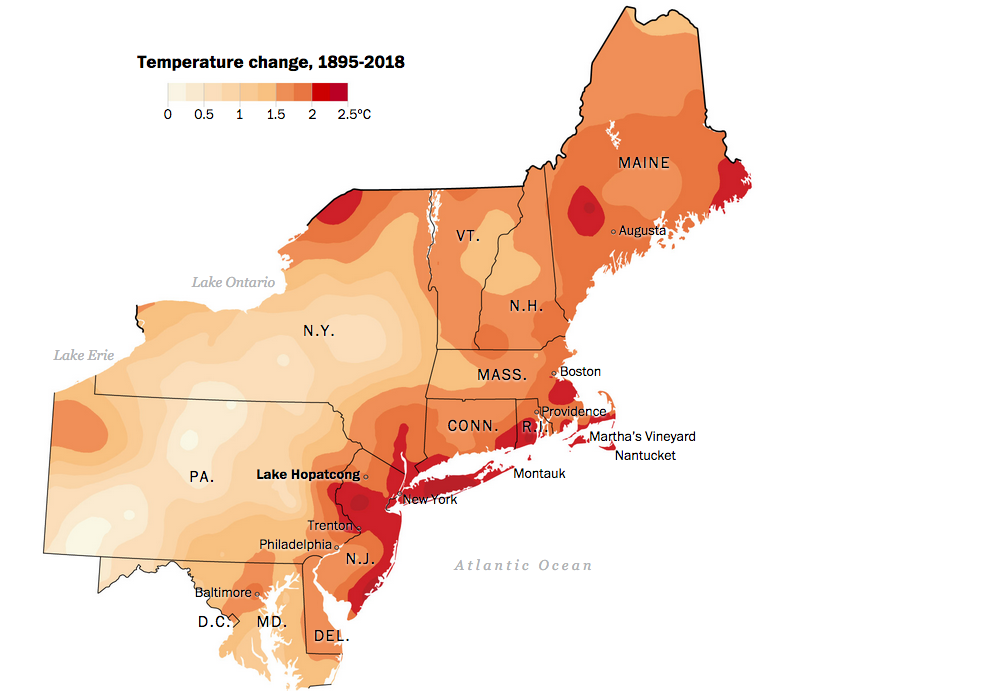 Temperature change, 1895-2018
0 0.5 1 1.5 2 2.5°C
MAINE
Augusta
VT.
Lake Ontario
N.H.
N.Y.
Lake Erie
Boston
MASS.
Providence
CONN. R.I.
Martha's Vineyard
Nantucket
PA.
Lake Hopatcong
Montauk
New York
Trenton
Philadelphia
N.J.
Atlantic Ocean
Baltimore
D.C. MD.
DEL.